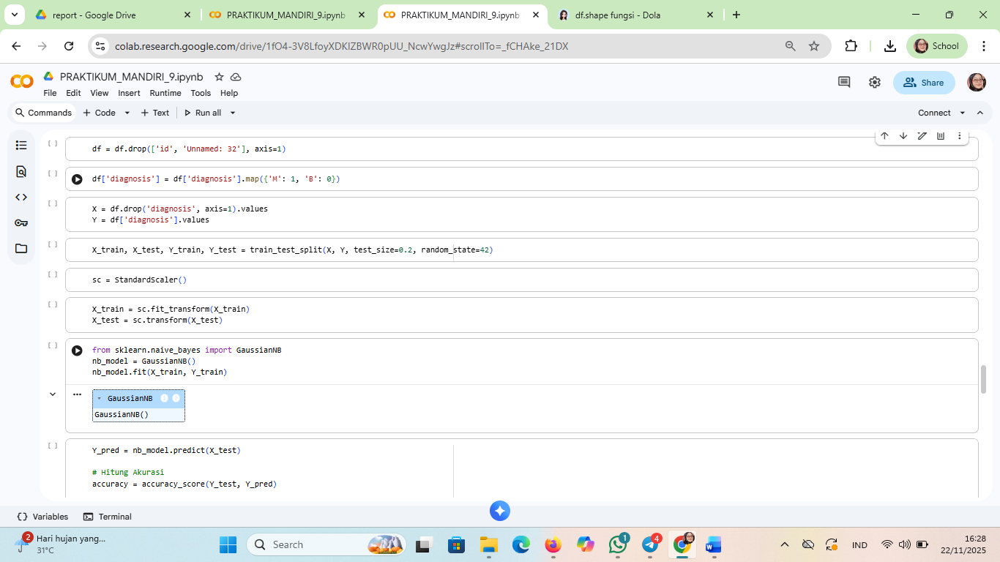 report - Google Drive
PRAKTIKUM_MANDIRI_9.ipynb
PRAKTIKUM_MANDIRI_9.ipynb
df.shape fungsi - Dola
colab.research.google.com/drive/1fO4-3V8LfoyXDKIZBWR0pUU_NcwYwgJz#scrollTo=_fCHAke_21DX
School
PRAKTIKUM_MANDIRI_9.ipynb
File Edit View Insert Runtime Tools Help
Share
Commands + Code + Text Run all
Connect
[ ] df = df.drop(['id', 'Unnamed: 32'], axis=1)
[ ] df['diagnosis'] = df['diagnosis'].map({'M': 1, 'B': 0})
[ ] X = df.drop('diagnosis', axis=1).values
Y = df['diagnosis'].values
[ ] X_train, X_test, Y_train, Y_test = train_test_split(X, Y, test_size=0.2, random_state=42)
[ ] sc = StandardScaler()
[ ] X_train = sc.fit_transform(X_train)
X_test = sc.transform(X_test)
[ ] from sklearn.naive_bayes import GaussianNB
nb_model = GaussianNB()
nb_model.fit(X_train, Y_train)
GaussianNB
GaussianNB()
[ ] Y_pred = nb_model.predict(X_test)
# Hitung Akurasi
accuracy = accuracy_score(Y_test, Y_pred)
Variables Terminal
2
Hari hujan yang...
31°C
Search
1
4
IND
16:28
22/11/2025